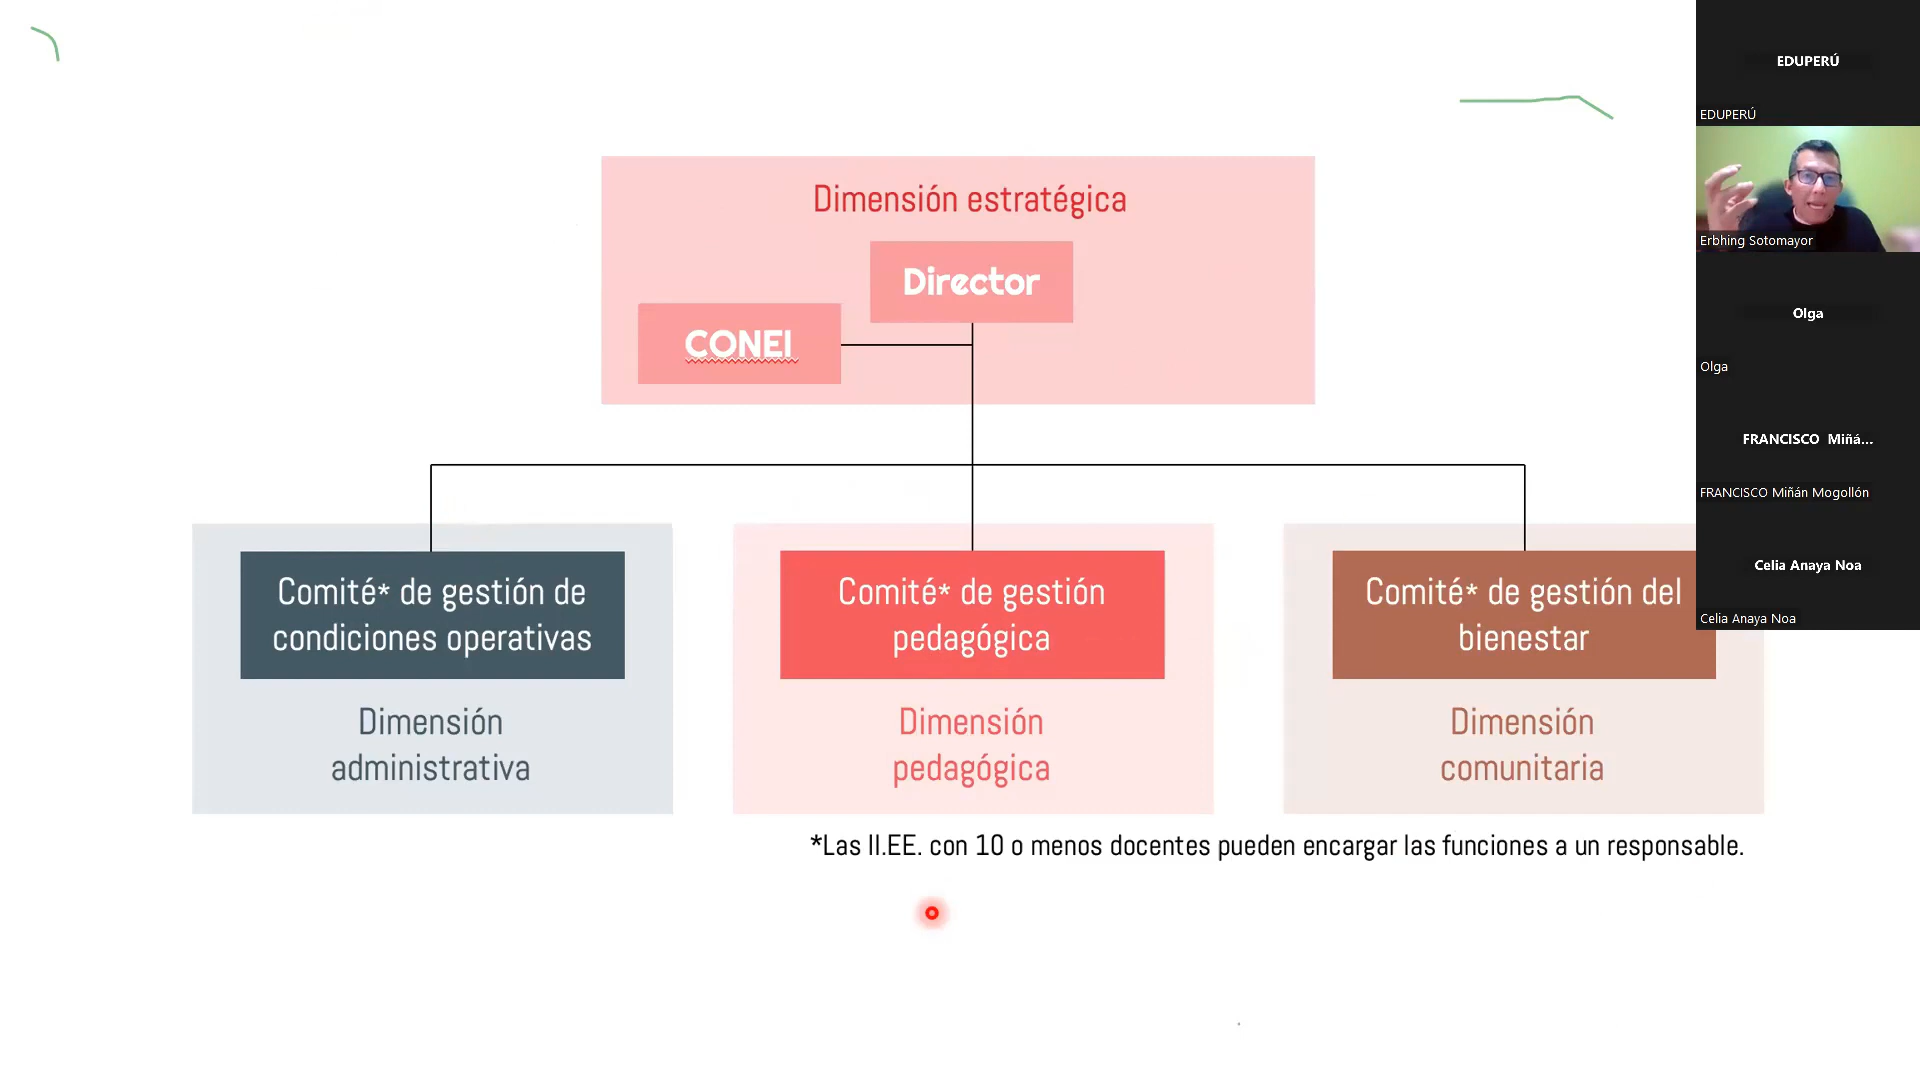 Dimensión estratégica
Director
CONEI
Comité* de gestión de
condiciones operativas
Dimensión
administrativa
Comité* de gestión
pedagógica
Dimensión
pedagógica
Comité* de gestión del
bienestar
Dimensión
comunitaria
*Las II.EE. con 10 o menos docentes pueden encargar las funciones a un responsable.
EDUPERÚ
EDUPERÚ
Erbhing Sotomayor
Olga
Olga
FRANCISCO Miñá...
FRANCISCO Miñán Mogollón
Celia Anaya Noa
Celia Anaya Noa